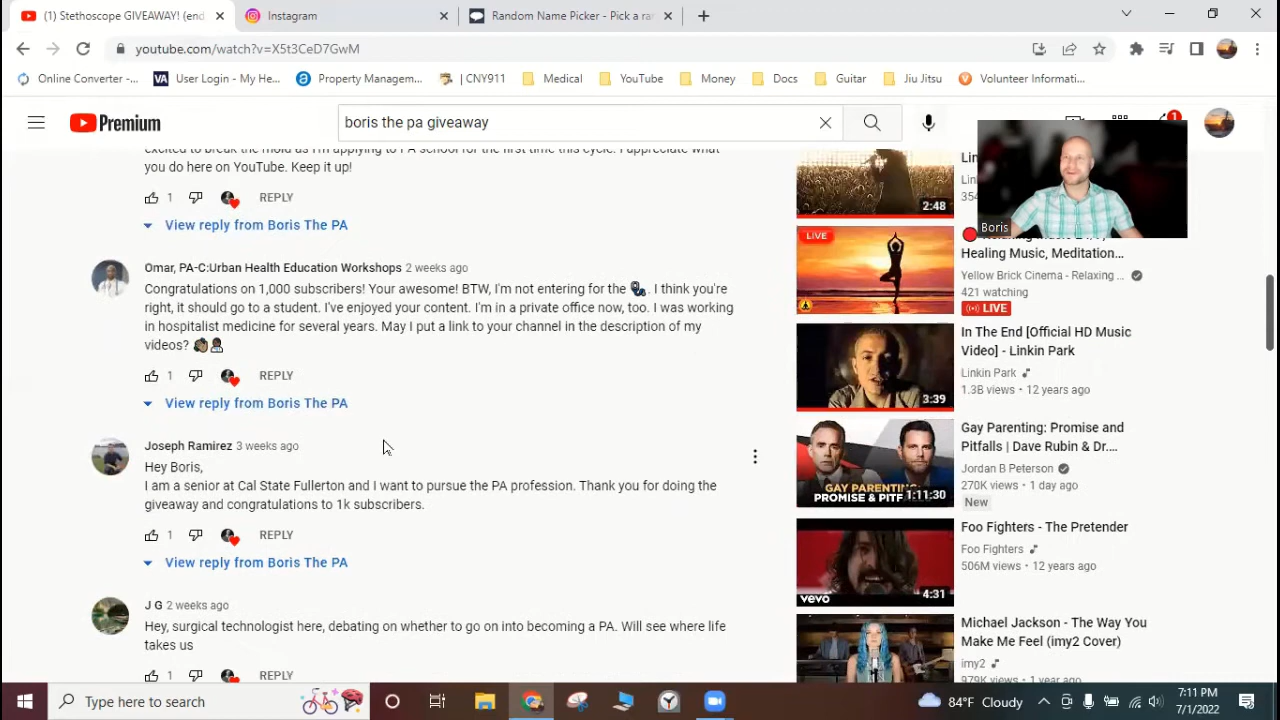 (1) Stethoscope GIVEAWAY! (end
Instagram
Random Name Picker - Pick a ra
youtube.com/watch?v=X5t3CeD7GwM
Online Converter -...
VA User Login - My He...
Property Managem...
| CNY911
Medical
YouTube
Money
Docs
Guitar
Jiu Jitsu
Volunteer Informati...
Premium
boris the pa giveaway
1
excited to break the mold as I'm applying to PA school for the first time this cycle. I appreciate what
you do here on YouTube. Keep it up!
1 REPLY
View reply from Boris The PA
Omar, PA-C:Urban Health Education Workshops 2 weeks ago
Congratulations on 1,000 subscribers! Your awesome! BTW, I'm not entering for the 🩺. I think you're
right, it should go to a student. I've enjoyed your content. I'm in a private office now, too. I was working
in hospitalist medicine for several years. May I put a link to your channel in the description of my
videos?
1 REPLY
View reply from Boris The PA
Joseph Ramirez 3 weeks ago
Hey Boris,
I am a senior at Cal State Fullerton and I want to pursue the PA profession. Thank you for doing the
giveaway and congratulations to 1k subscribers.
1 REPLY
View reply from Boris The PA
J G 2 weeks ago
Hey, surgical technologist here, debating on whether to go on into becoming a PA. Will see where life
takes us
1 REPLY
2:48
Lin
Lin
354
Boris
LIVE
Healing Music, Meditation...
Yellow Brick Cinema - Relaxing ...
421 watching
LIVE
3:39
In The End [Official HD Music
Video] - Linkin Park
Linkin Park
1.3B views • 12 years ago
GAY PARENTING:
PROMISE & PITF
1:11:30
Gay Parenting: Promise and
Pitfalls | Dave Rubin & Dr....
Jordan B Peterson
270K views • 1 day ago
New
vevo
4:31
Foo Fighters - The Pretender
Foo Fighters
506M views • 12 years ago
Michael Jackson - The Way You
Make Me Feel (imy2 Cover)
imy2
979K views • 1 year ago
Type here to search
84°F Cloudy
7:11 PM
7/1/2022